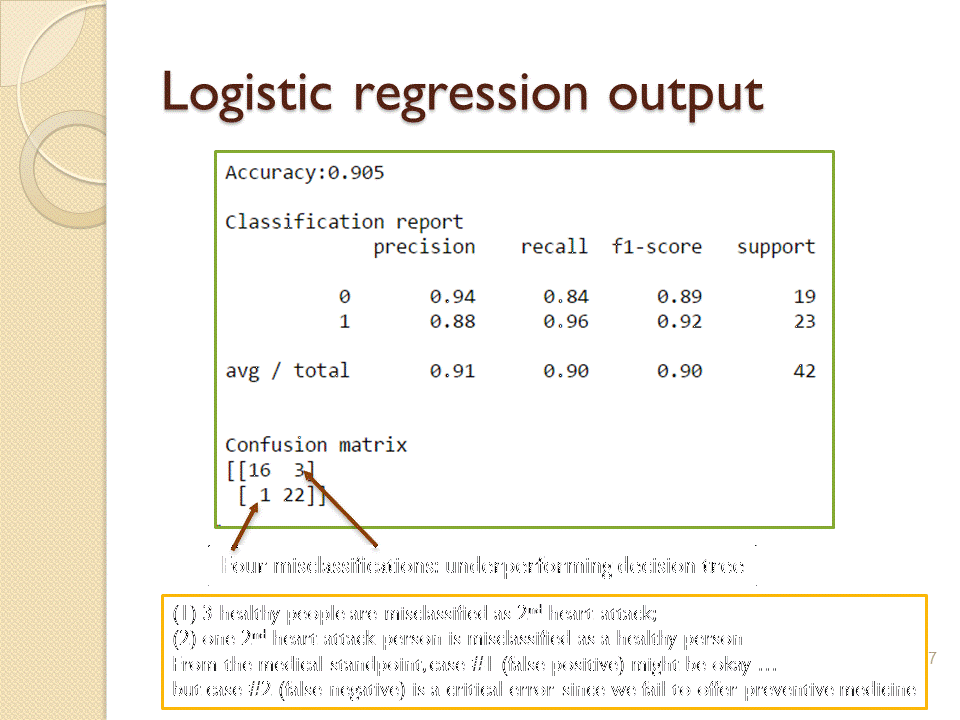 Logistic regression output
Accuracy:0.905
Classification report
precision recall f1-score support
0 0.94 0.84 0.89 19
1 0.88 0.96 0.92 23
avg / total 0.91 0.90 0.90 42
Confusion matrix
[[16 3]
[ 1 22]]
Four misclassifications: underperforming decision tree
(1) 3 healthy people are misclassified as 2nd heart attack;
(2) one 2nd heart attack person is misclassified as a healthy person
From the medical standpoint, case #1 (false positive) might be okay …
but case #2 (false negative) is a critical error since we fail to offer preventive medicine
7